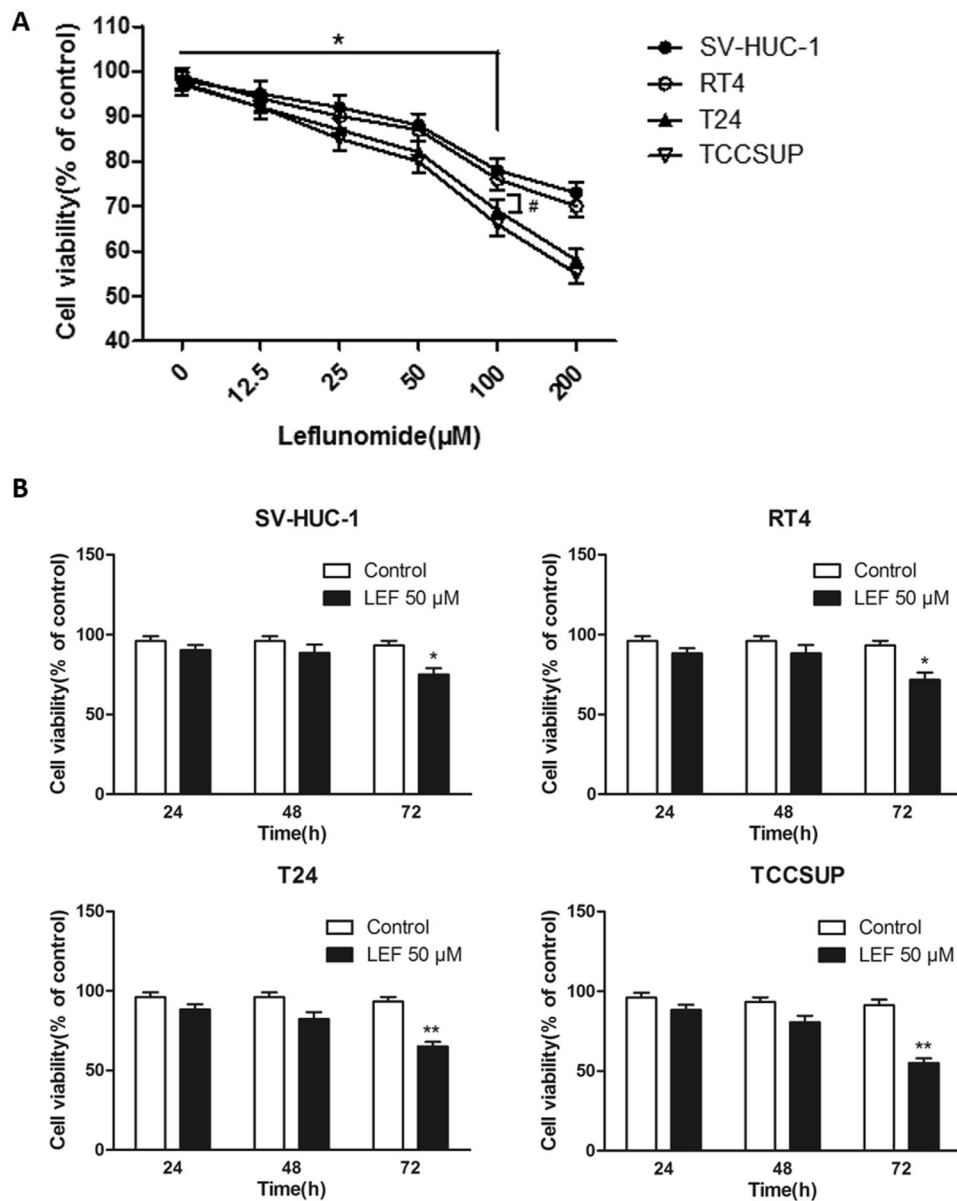 A
Cell viability(% of control)
110
100
90
80
70
60
50
40
*
#
0 12.5 25 50 100 200
Leflunomide(µM)
SV-HUC-1
RT4
T24
TCCSUP
B
SV-HUC-1
Cell viability(% of control)
150
100
50
0
Control
LEF 50 µM
*
24 48 72
Time(h)
RT4
Cell viability(% of control)
150
100
50
0
Control
LEF 50 µM
*
24 48 72
Time(h)
T24
Cell viability(% of control)
150
100
50
0
Control
LEF 50 µM
**
24 48 72
Time(h)
TCCSUP
Cell viability(% of control)
150
100
50
0
Control
LEF 50 µM
**
24 48 72
Time(h)